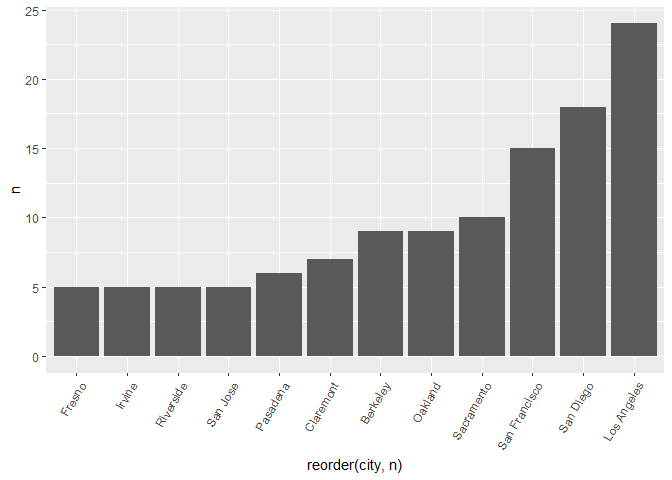 25
20
15
10
5
0
n
Fresno
Irvine
Riverside
San Jose
Pasadena
Claremont
Berkeley
Oakland
Sacramento
San Francisco
San Diego
Los Angeles
reorder(city, n)